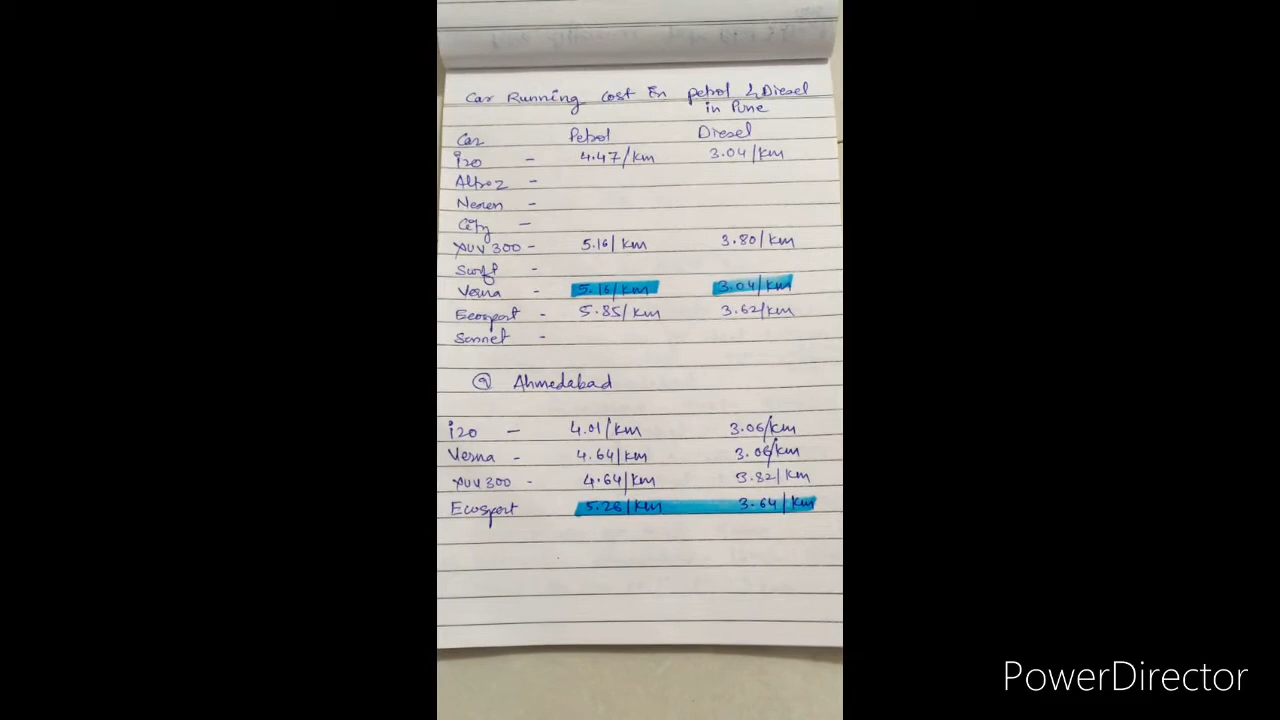 Car Running Cost In petrol & Diesel
in Pune
Car Petrol Diesel
i20 - 4.47/km 3.04/km
Altroz -
Nexon -
City -
XUV 300 - 5.16/km 3.80/km
Swift -
Verna - 5.16/km 3.04/km
Ecosport - 5.85/km 3.62/km
Sonnet -
@ Ahmedabad
i20 - 4.01/km 3.06/km
Verna - 4.64/km 3.06/km
XUV 300 - 4.64/km 3.82/km
Ecosport 5.26/km 3.64/km
PowerDirector